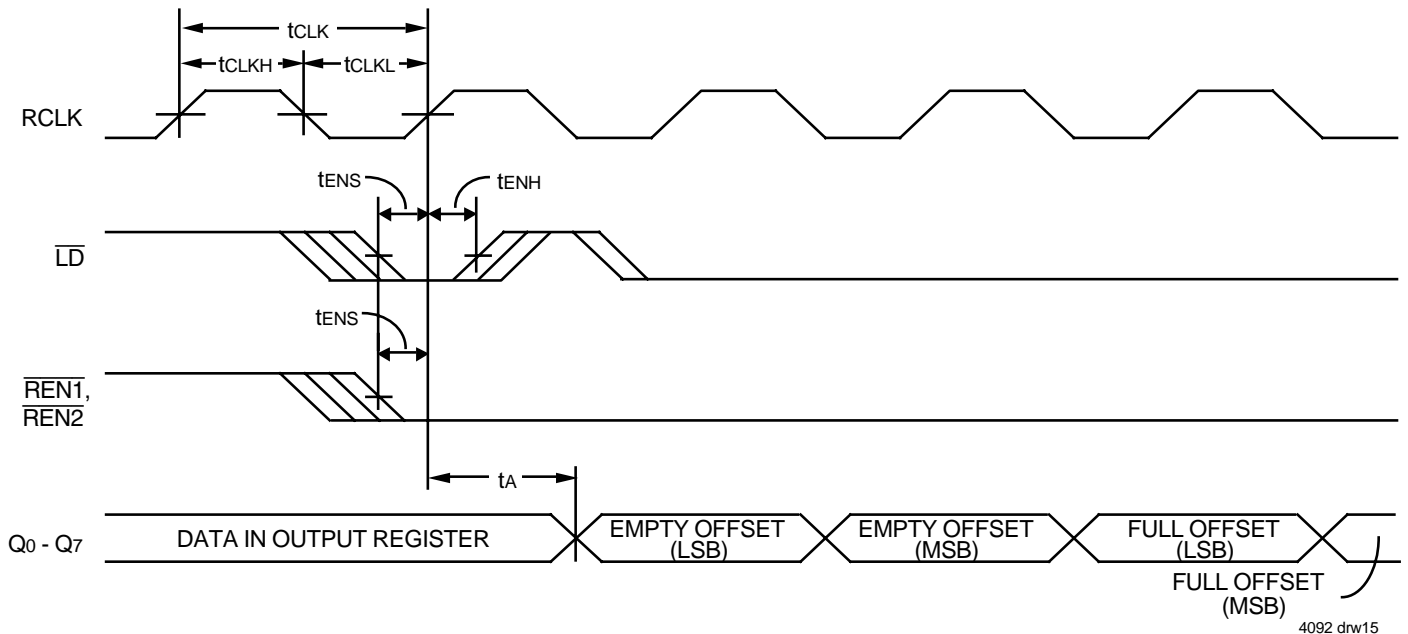 tCLK
tCLKH
tCLKL
RCLK
tENS
tENH
LD
tENS
REN1,
REN2
tA
Q0 - Q7
DATA IN OUTPUT REGISTER
EMPTY OFFSET
(LSB)
EMPTY OFFSET
(MSB)
FULL OFFSET
(LSB)
FULL OFFSET
(MSB)
4092 drw15